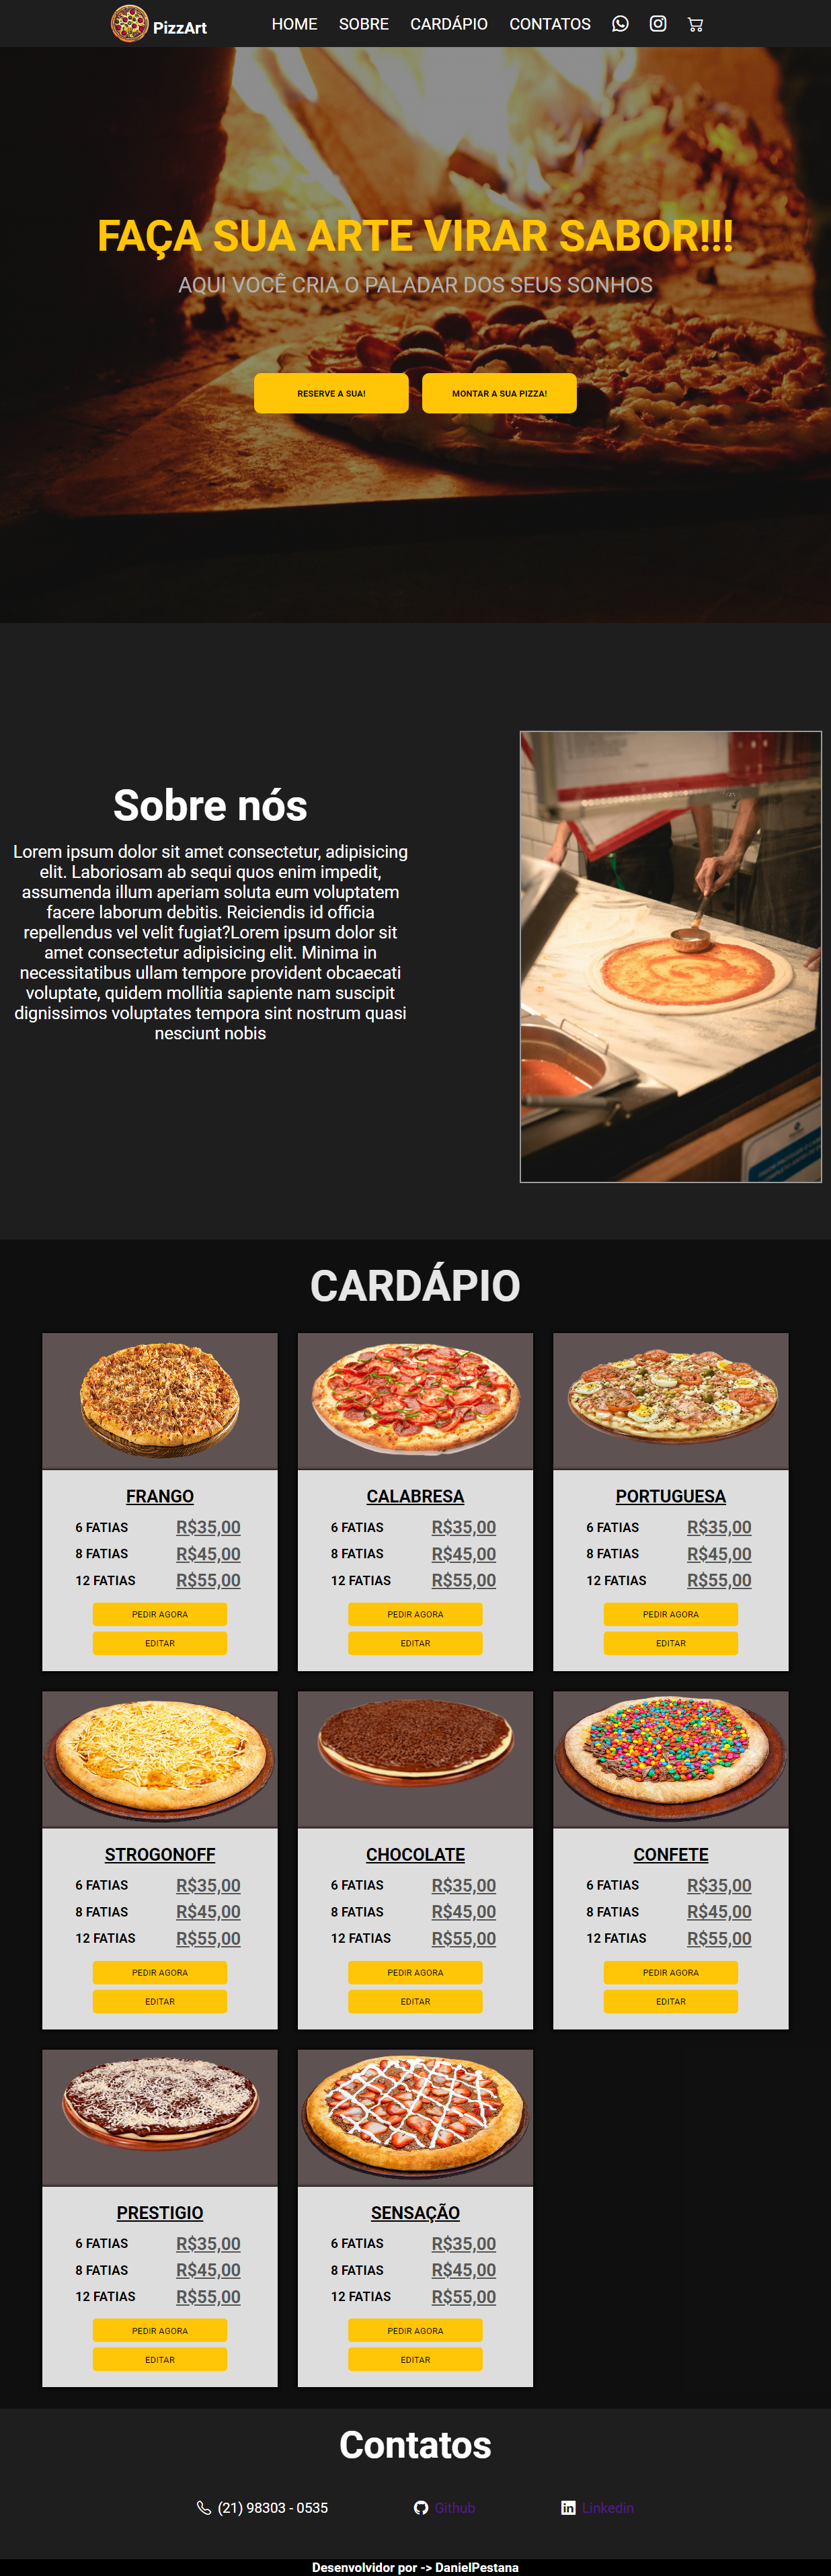 PizzArt HOME SOBRE CARDÁPIO CONTATOS
FAÇA SUA ARTE VIRAR SABOR!!!
AQUI VOCÊ CRIA O PALADAR DOS SEUS SONHOS
RESERVE A SUA! MONTAR A SUA PIZZA!
Sobre nós
Lorem ipsum dolor sit amet consectetur, adipisicing
elit. Laboriosam ab sequi quos enim impedit,
assumenda illum aperiam soluta eum voluptatem
facere laborum debitis. Reiciendis id officia
repellendus vel velit fugiat?Lorem ipsum dolor sit
amet consectetur adipisicing elit. Minima in
necessitatibus ullam tempore provident obcaecati
voluptate, quidem mollitia sapiente nam suscipit
dignissimos voluptates tempora sint nostrum quasi
nesciunt nobis
CARDÁPIO
FRANGO
6 FATIAS R$35,00
8 FATIAS R$45,00
12 FATIAS R$55,00
PEDIR AGORA
EDITAR
CALABRESA
6 FATIAS R$35,00
8 FATIAS R$45,00
12 FATIAS R$55,00
PEDIR AGORA
EDITAR
PORTUGUESA
6 FATIAS R$35,00
8 FATIAS R$45,00
12 FATIAS R$55,00
PEDIR AGORA
EDITAR
STROGONOFF
6 FATIAS R$35,00
8 FATIAS R$45,00
12 FATIAS R$55,00
PEDIR AGORA
EDITAR
CHOCOLATE
6 FATIAS R$35,00
8 FATIAS R$45,00
12 FATIAS R$55,00
PEDIR AGORA
EDITAR
CONFETE
6 FATIAS R$35,00
8 FATIAS R$45,00
12 FATIAS R$55,00
PEDIR AGORA
EDITAR
PRESTIGIO
6 FATIAS R$35,00
8 FATIAS R$45,00
12 FATIAS R$55,00
PEDIR AGORA
EDITAR
SENSAÇÃO
6 FATIAS R$35,00
8 FATIAS R$45,00
12 FATIAS R$55,00
PEDIR AGORA
EDITAR
Contatos
(21) 98303 - 0535 Github Linkedin
Desenvolvidor por -> DanielPestana